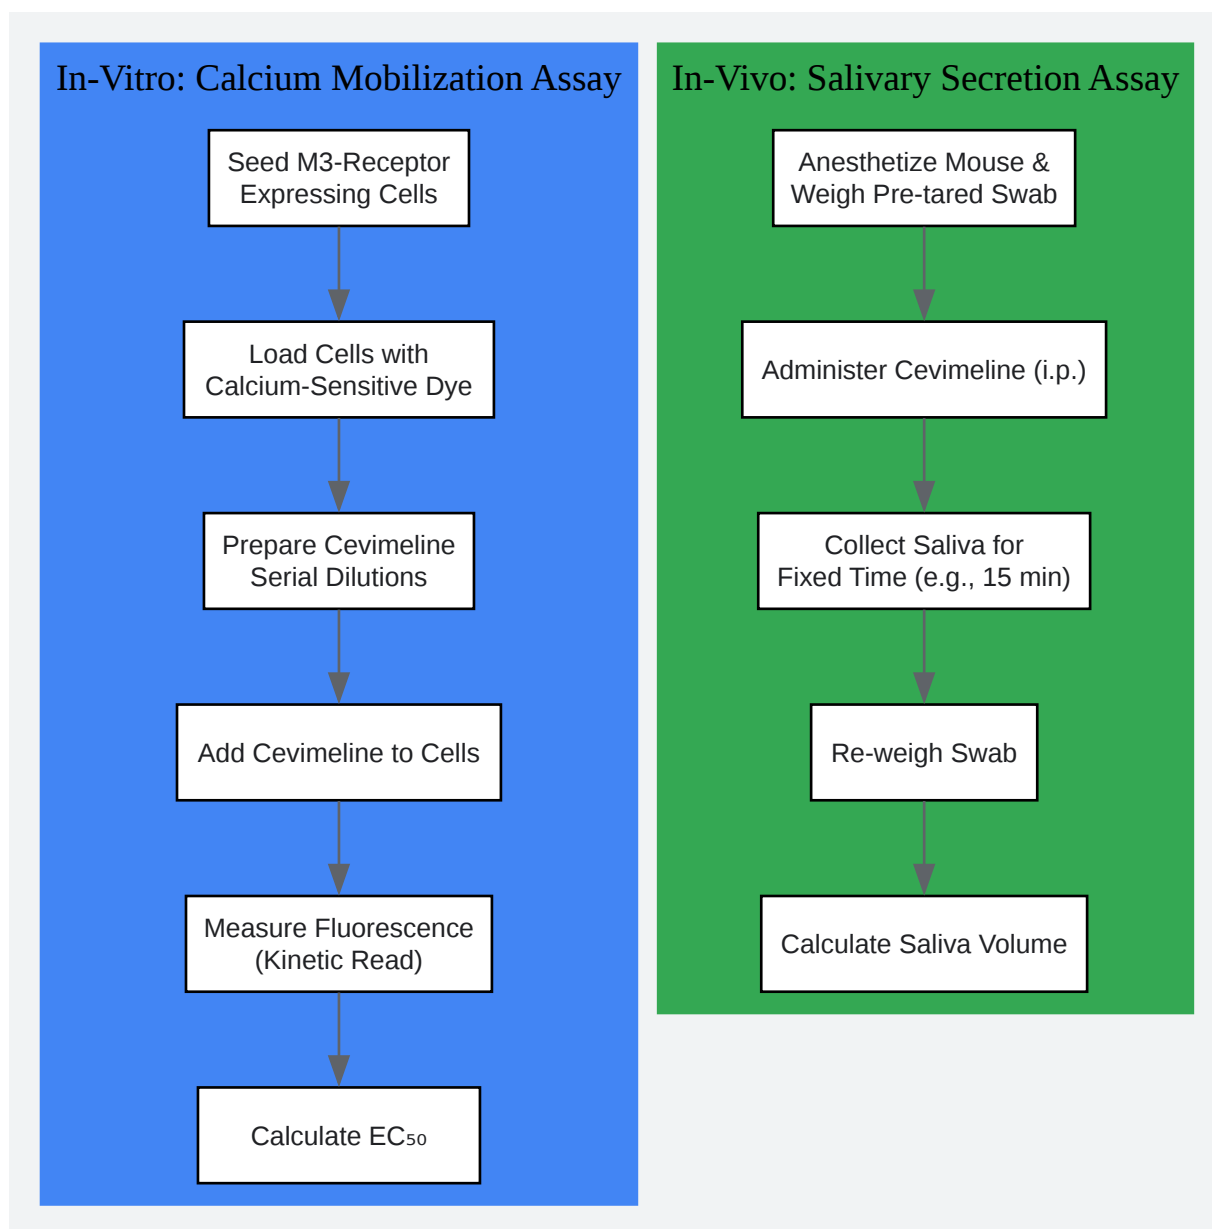 In-Vitro: Calcium Mobilization Assay
Seed M3-Receptor
Expressing Cells
Load Cells with
Calcium-Sensitive Dye
Prepare Cevimeline
Serial Dilutions
Add Cevimeline to Cells
Measure Fluorescence
(Kinetic Read)
Calculate EC₅₀
In-Vivo: Salivary Secretion Assay
Anesthetize Mouse &
Weigh Pre-tared Swab
Administer Cevimeline (i.p.)
Collect Saliva for
Fixed Time (e.g., 15 min)
Re-weigh Swab
Calculate Saliva Volume